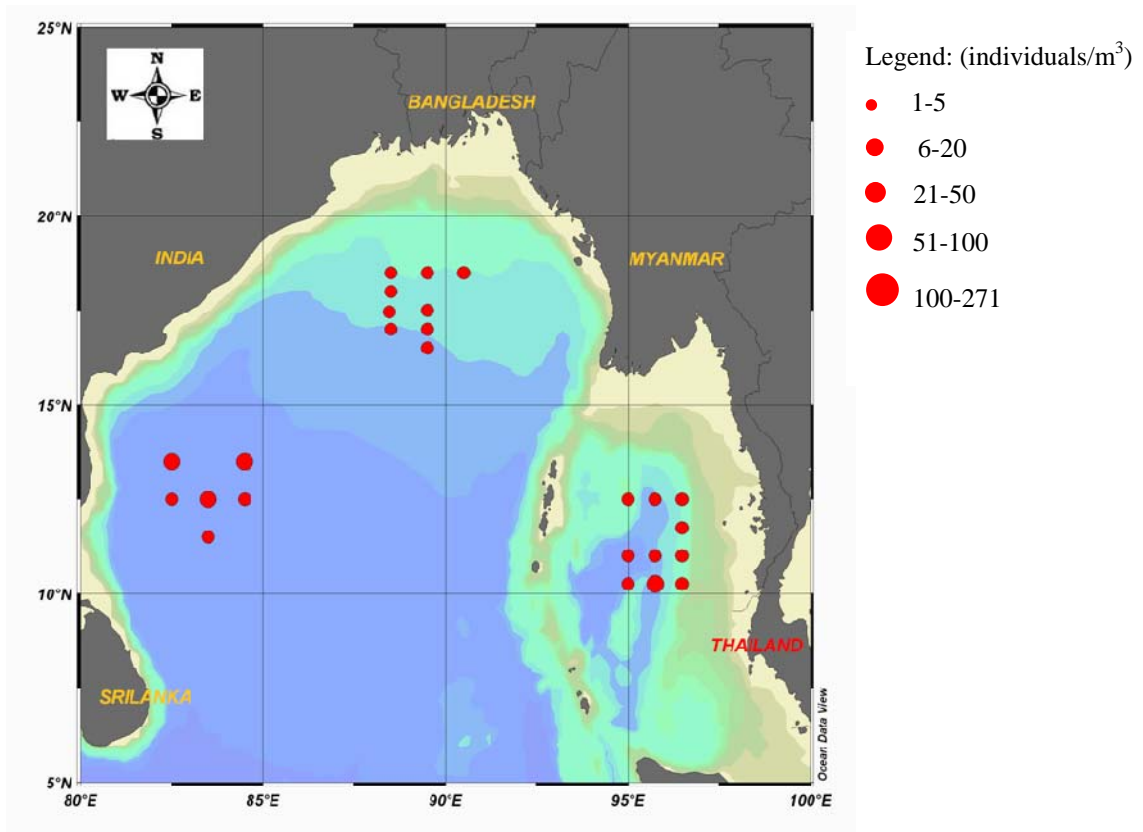 25°N
N
W E
S
BANGLADESH
20°N
INDIA
MYANMAR
15°N
10°N
THAILAND
SRILANKA
Ocean Data View
5°N
80°E 85°E 90°E 95°E 100°E
Legend: (individuals/m³)
1-5
6-20
21-50
51-100
100-271